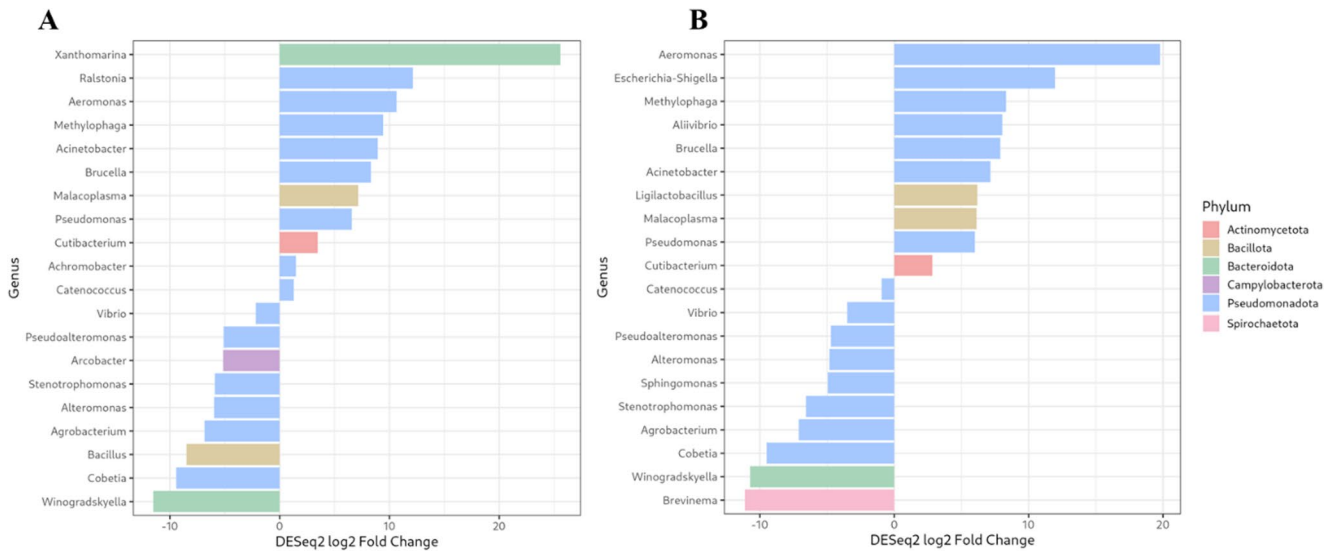 A
Xanthomarina
Ralstonia
Aeromonas
Methylophaga
Acinetobacter
Brucella
Malacoplasma
Pseudomonas
Cutibacterium
Achromobacter
Catenococcus
Vibrio
Pseudoalteromonas
Arcobacter
Stenotrophomonas
Alteromonas
Agrobacterium
Bacillus
Cobetia
Winogradskyella
Genus
-10 0 10 20
DESeq2 log2 Fold Change
B
Aeromonas
Escherichia-Shigella
Methylophaga
Aliivibrio
Brucella
Acinetobacter
Ligilactobacillus
Malacoplasma
Pseudomonas
Cutibacterium
Catenococcus
Vibrio
Pseudoalteromonas
Alteromonas
Sphingomonas
Stenotrophomonas
Agrobacterium
Cobetia
Winogradskyella
Brevinema
Genus
-10 0 10 20
DESeq2 log2 Fold Change
Phylum
Actinomycetota
Bacillota
Bacteroidota
Campylobacterota
Pseudomonadota
Spirochaetota